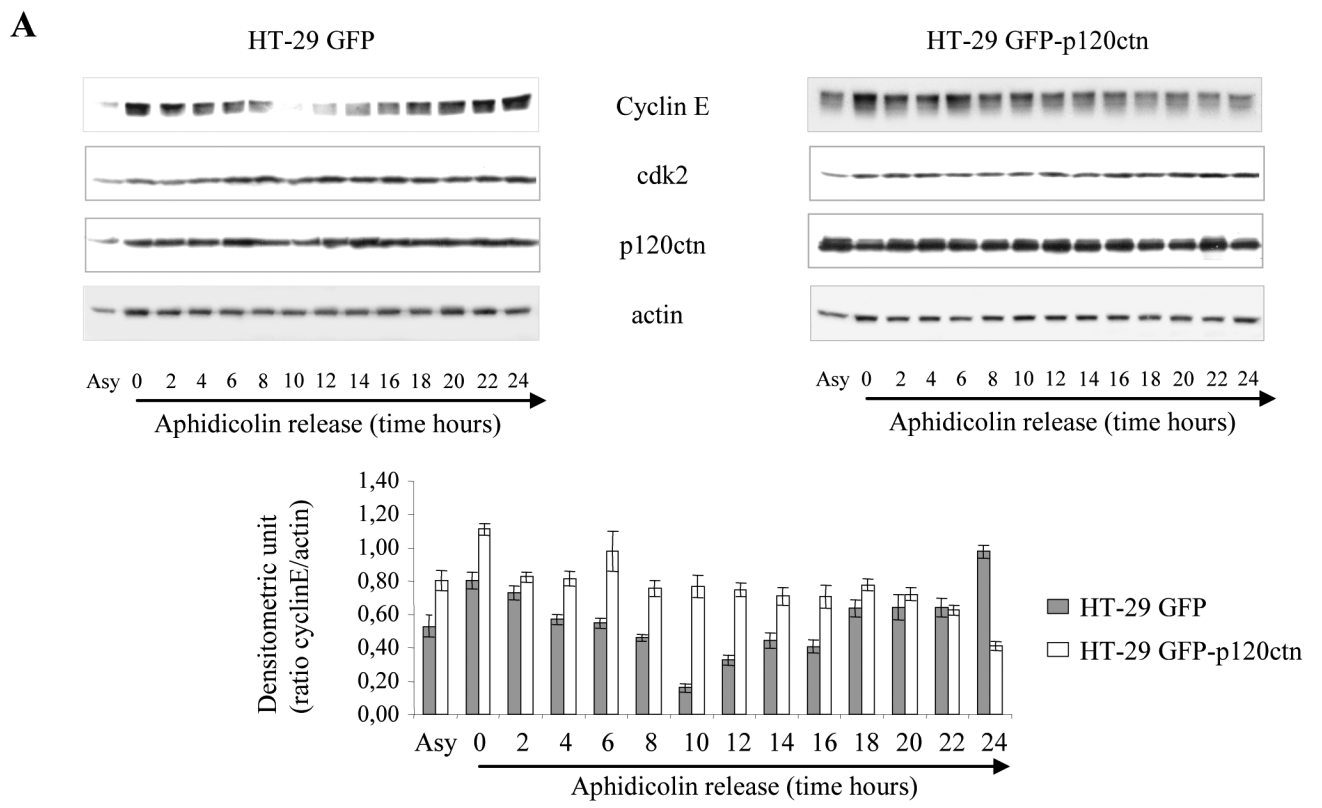 A
HT-29 GFP
HT-29 GFP-p120ctn
Cyclin E
cdk2
p120ctn
actin
Asy 0 2 4 6 8 10 12 14 16 18 20 22 24
Aphidicolin release (time hours)
Asy 0 2 4 6 8 10 12 14 16 18 20 22 24
Aphidicolin release (time hours)
Densitometric unit
(ratio cyclinE/actin)
1,40
1,20
1,00
0,80
0,60
0,40
0,20
0,00
Asy 0 2 4 6 8 10 12 14 16 18 20 22 24
Aphidicolin release (time hours)
HT-29 GFP
HT-29 GFP-p120ctn